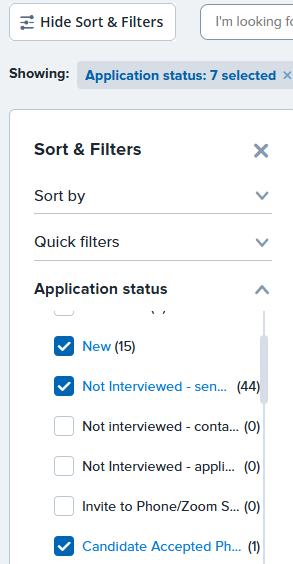 Hide Sort & Filters
I'm looking fo
Showing:
Application status: 7 selected ×
Sort & Filters
Sort by
Quick filters
Application status
New (15)
Not Interviewed - sen... (44)
Not interviewed - conta... (0)
Not Interviewed - appli... (0)
Invite to Phone/Zoom S... (0)
Candidate Accepted Ph... (1)